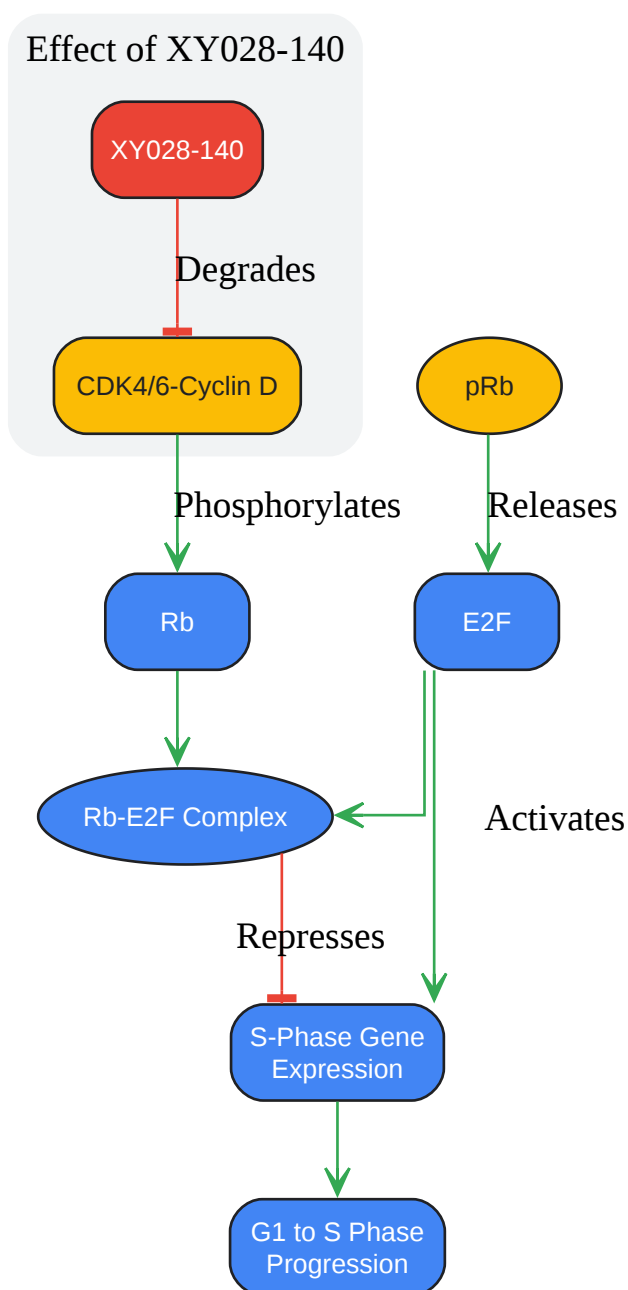 Effect of XY028-140
XY028-140
Degrades
CDK4/6-Cyclin D
pRb
Phosphorylates
Releases
Rb
E2F
Rb-E2F Complex
Activates
Represses
S-Phase Gene
Expression
G1 to S Phase
Progression